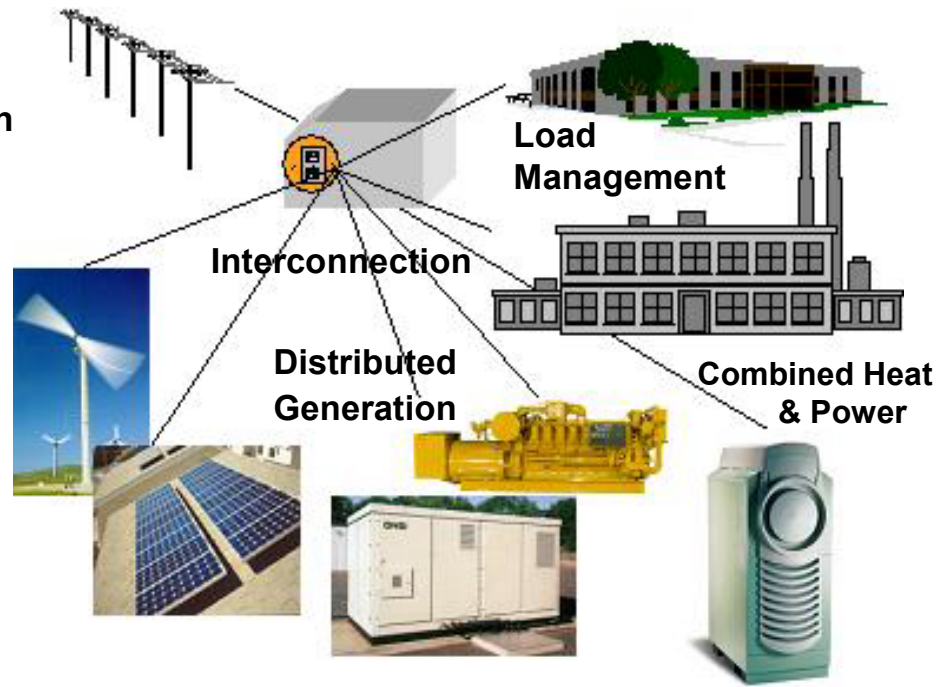 n
Load
Management
Interconnection
Distributed
Generation
Combined Heat
& Power